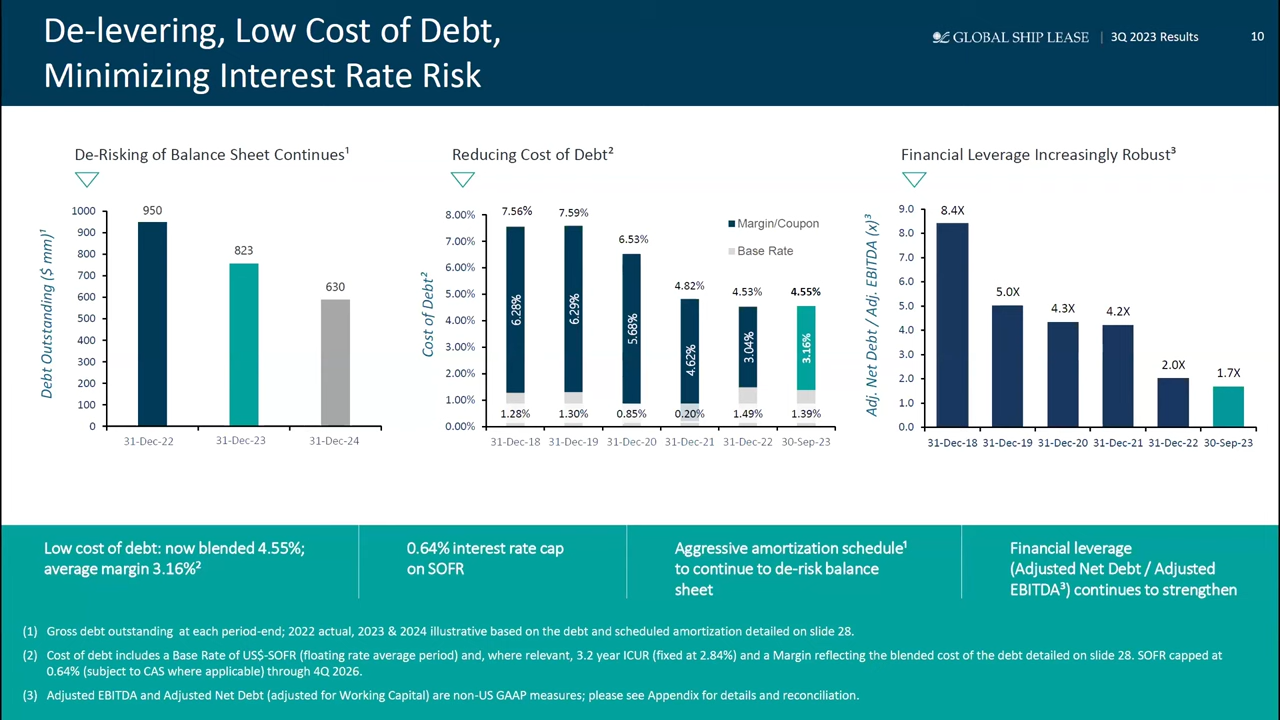 De-levering, Low Cost of Debt,
Minimizing Interest Rate Risk
GLOBAL SHIP LEASE | 3Q 2023 Results 10
De-Risking of Balance Sheet Continues¹
Debt Outstanding ($ mm)¹
1000
900
800
700
600
500
400
300
200
100
0
950
823
630
31-Dec-22 31-Dec-23 31-Dec-24
Reducing Cost of Debt²
Cost of Debt²
8.00%
7.00%
6.00%
5.00%
4.00%
3.00%
2.00%
1.00%
0.00%
7.56% 7.59% 6.53% 4.82% 4.53% 4.55%
6.28% 6.29% 5.68% 4.62% 3.04% 3.16%
1.28% 1.30% 0.85% 0.20% 1.49% 1.39%
31-Dec-18 31-Dec-19 31-Dec-20 31-Dec-21 31-Dec-22 30-Sep-23
Margin/Coupon
Base Rate
Financial Leverage Increasingly Robust³
Adj. Net Debt / Adj. EBITDA (x)³
9.0
8.0
7.0
6.0
5.0
4.0
3.0
2.0
1.0
0.0
8.4X 5.0X 4.3X 4.2X 2.0X 1.7X
31-Dec-18 31-Dec-19 31-Dec-20 31-Dec-21 31-Dec-22 30-Sep-23
Low cost of debt: now blended 4.55%;
average margin 3.16%²
0.64% interest rate cap
on SOFR
Aggressive amortization schedule¹
to continue to de-risk balance
sheet
Financial leverage
(Adjusted Net Debt / Adjusted
EBITDA³) continues to strengthen
(1) Gross debt outstanding at each period-end; 2022 actual, 2023 & 2024 illustrative based on the debt and scheduled amortization detailed on slide 28.
(2) Cost of debt includes a Base Rate of US$-SOFR (floating rate average period) and, where relevant, 3.2 year ICUR (fixed at 2.84%) and a Margin reflecting the blended cost of the debt detailed on slide 28. SOFR capped at
0.64% (subject to CAS where applicable) through 4Q 2026.
(3) Adjusted EBITDA and Adjusted Net Debt (adjusted for Working Capital) are non-US GAAP measures; please see Appendix for details and reconciliation.